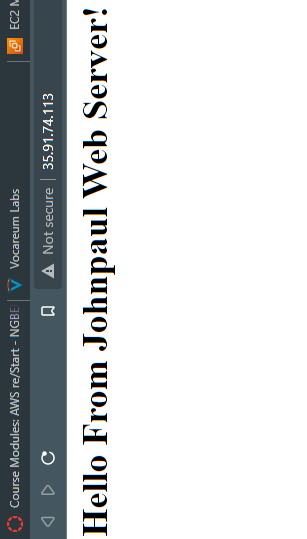 Course Modules: AWS re/Start - NGBE
Vocareum Labs
EC2 M
Not secure
35.91.74.113
Hello From Johnpaul Web Server!